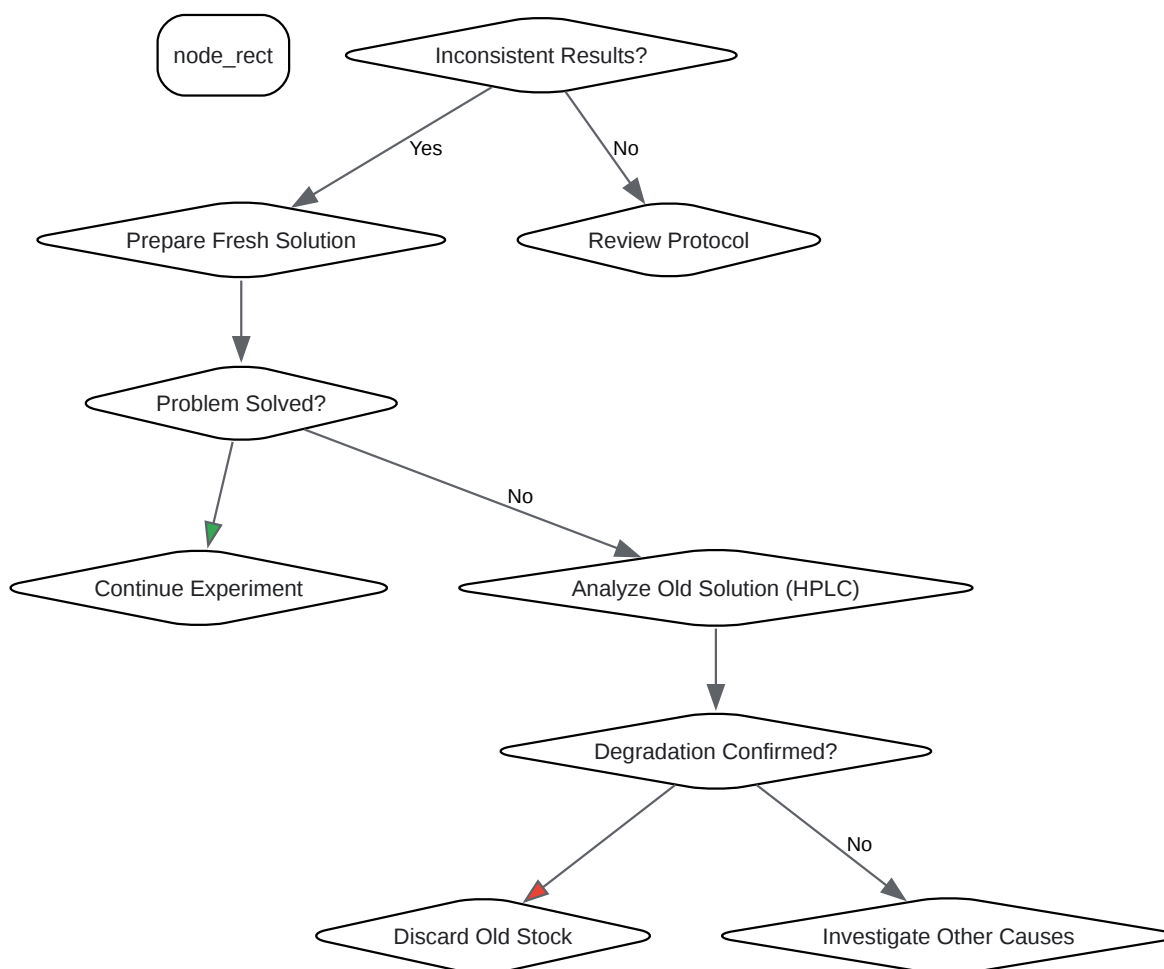 node_rect
Inconsistent Results?
Yes
No
Prepare Fresh Solution
Review Protocol
Problem Solved?
No
Continue Experiment
Analyze Old Solution (HPLC)
Degradation Confirmed?
No
Discard Old Stock
Investigate Other Causes